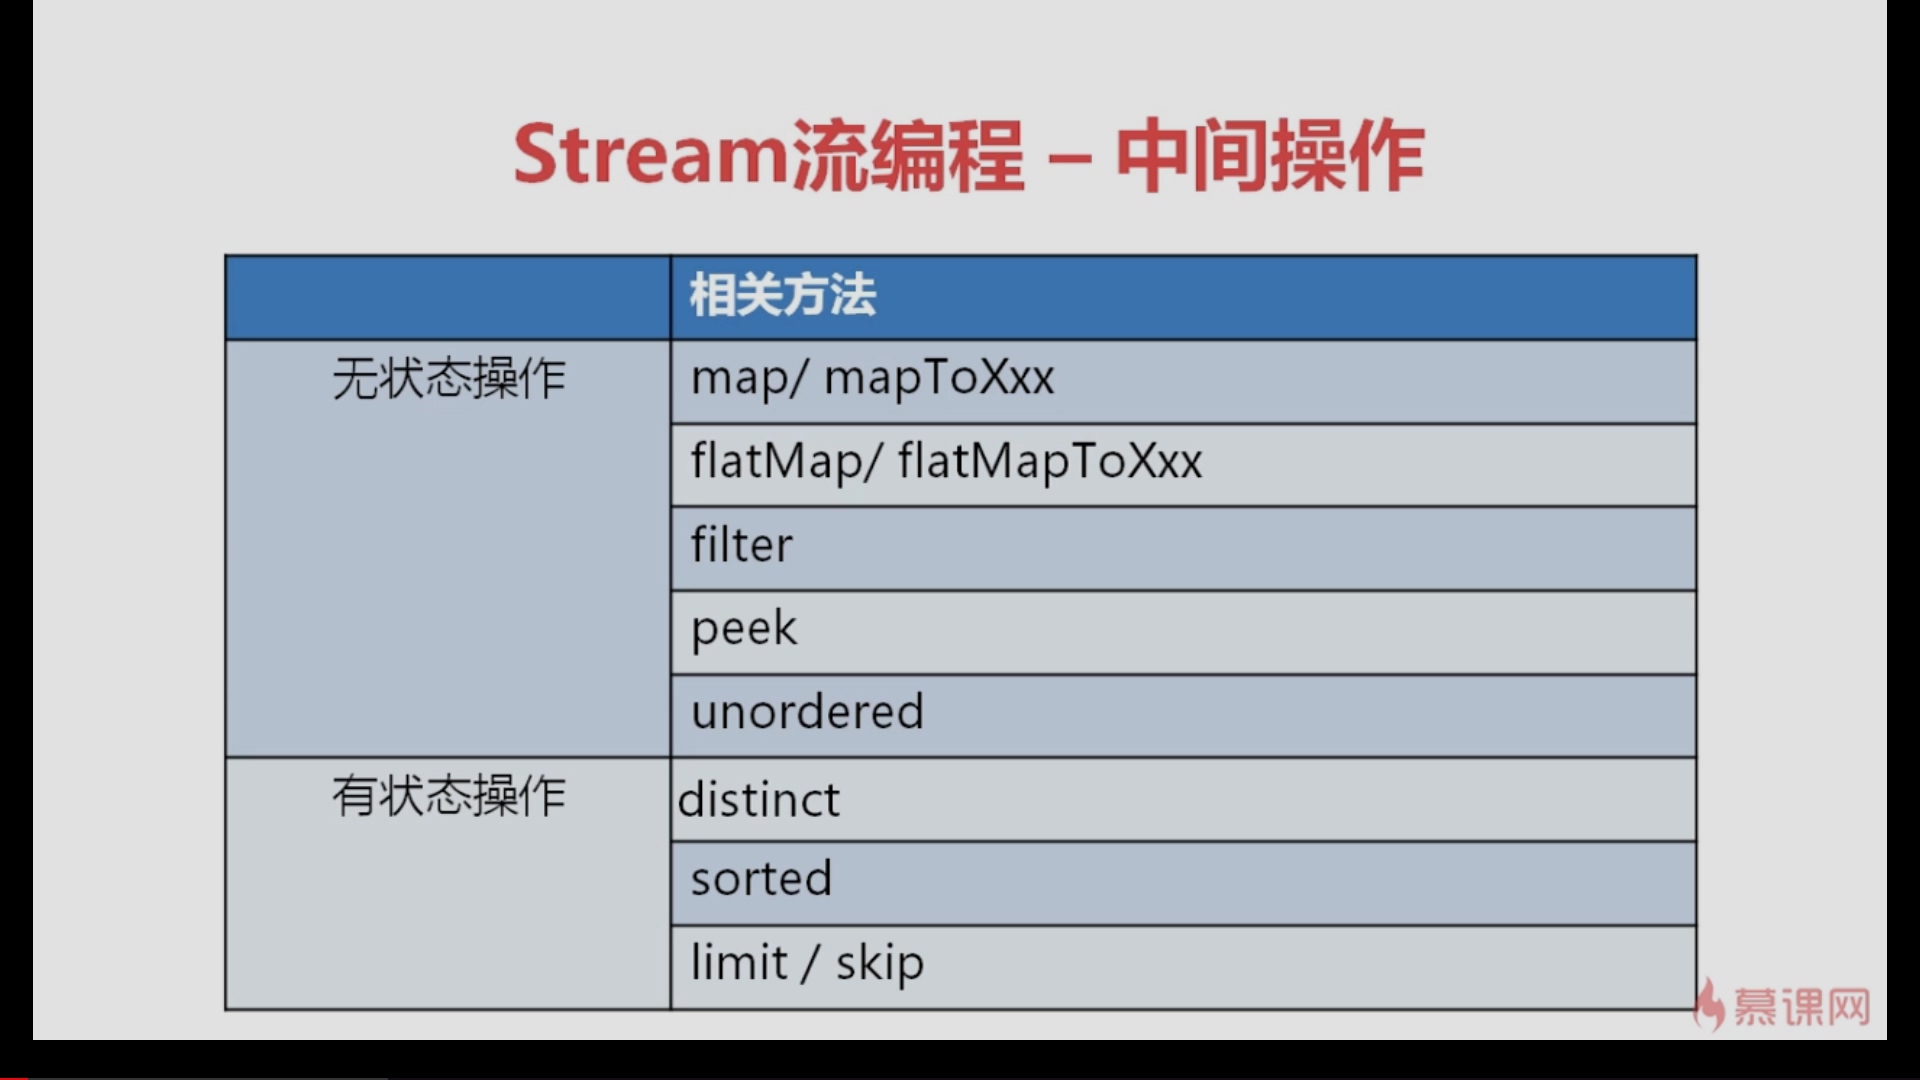 Stream流编程 – 中间操作
相关方法
无状态操作
map/ mapToXxx
flatMap/ flatMapToXxx
filter
peek
unordered
有状态操作
distinct
sorted
limit / skip
慕课网